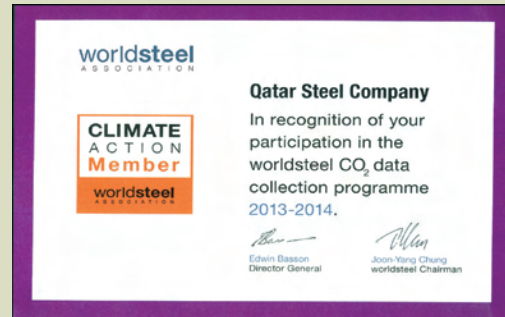 worldsteel
ASSOCIATION
CLIMATE
ACTION
Member
worldsteel
ASSOCIATION
Qatar Steel Company
In recognition of your
participation in the
worldsteel CO₂ data
collection programme
2013-2014.
Edwin Basson
Director General
Joon-Yang Chung
worldsteel Chairman